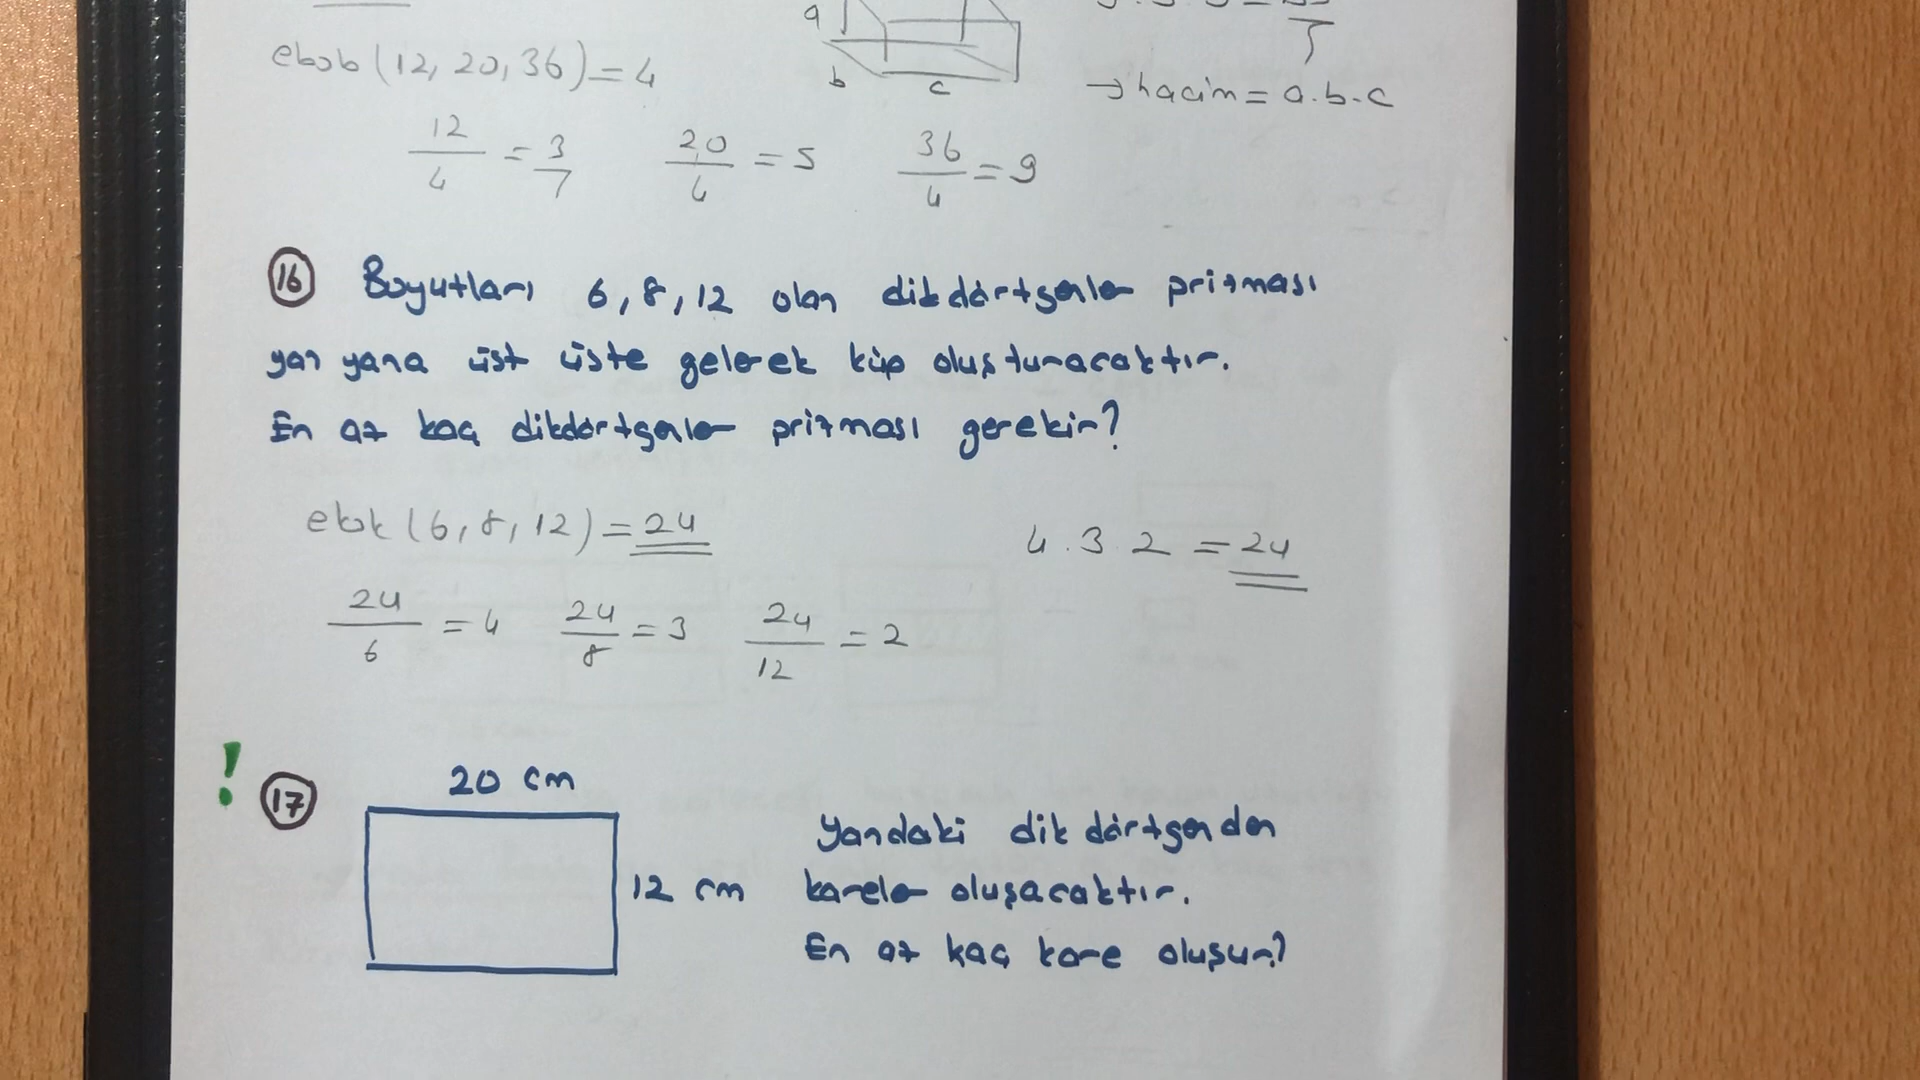 a
b
c
ebob (12, 20, 36) = 4
→ hacim = a.b.c
12/4 = 3 20/4 = 5 36/4 = 9
16 Boyutları 6, 8, 12 olan dikdörtgenler prizması
yan yana üst üste gelerek küp oluşturacaktır.
En az kaç dikdörtgenler prizması gerekir?
ekok (6, 8, 12) = 24
4 . 3 . 2 = 24
24/6 = 4 24/8 = 3 24/12 = 2
! 17 20 cm
12 cm
Yandaki dikdörtgenden
kareler oluşacaktır.
En az kaç kare oluşur?